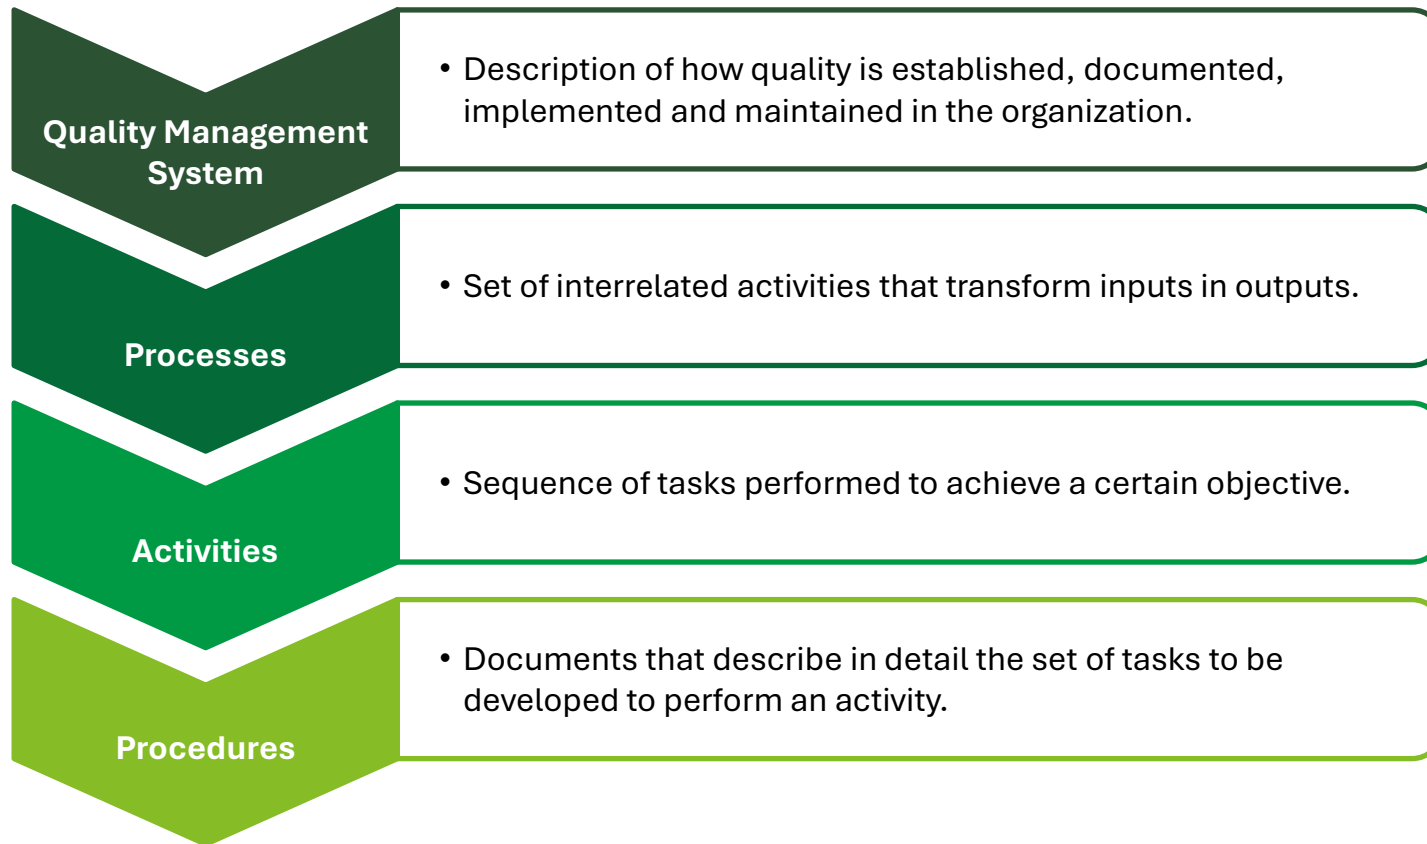 Quality Management
System
• Description of how quality is established, documented,
implemented and maintained in the organization.
Processes
• Set of interrelated activities that transform inputs in outputs.
Activities
• Sequence of tasks performed to achieve a certain objective.
Procedures
• Documents that describe in detail the set of tasks to be
developed to perform an activity.